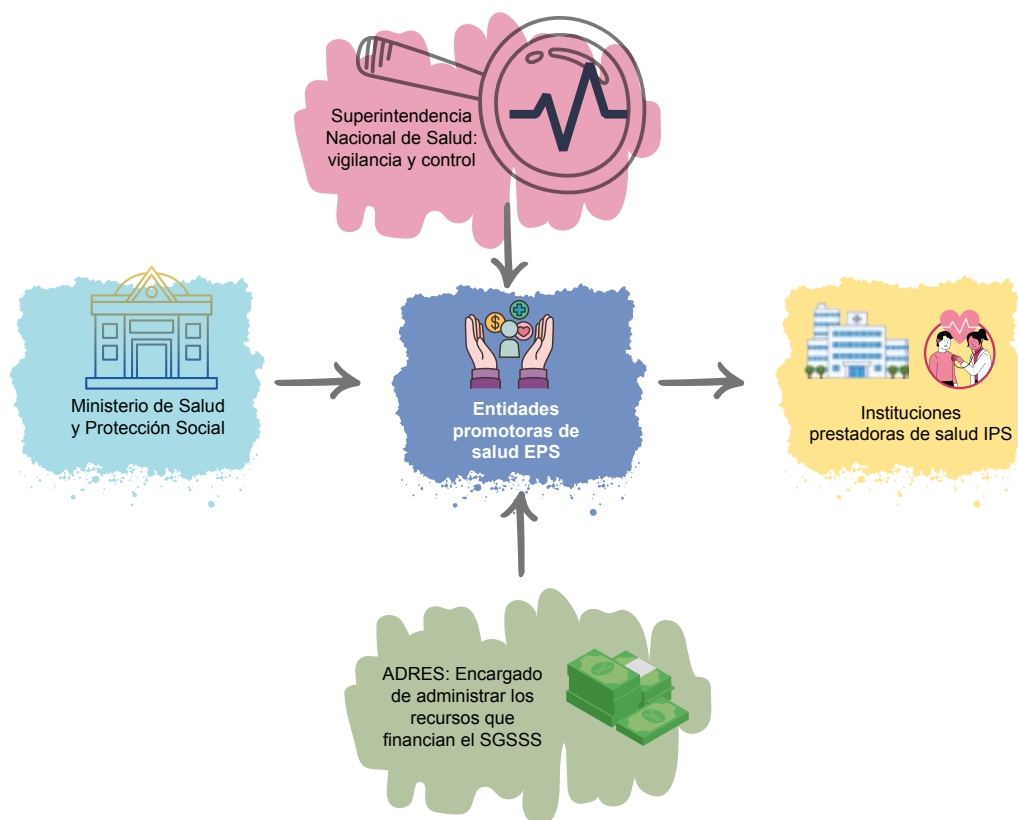 Superintendencia
Nacional de Salud:
vigilancia y control
Ministerio de Salud
y Protección Social
$
Entidades
promotoras de
salud EPS
Instituciones
prestadoras de salud IPS
ADRES: Encargado
de administrar los
recursos que
financian el SGSSS